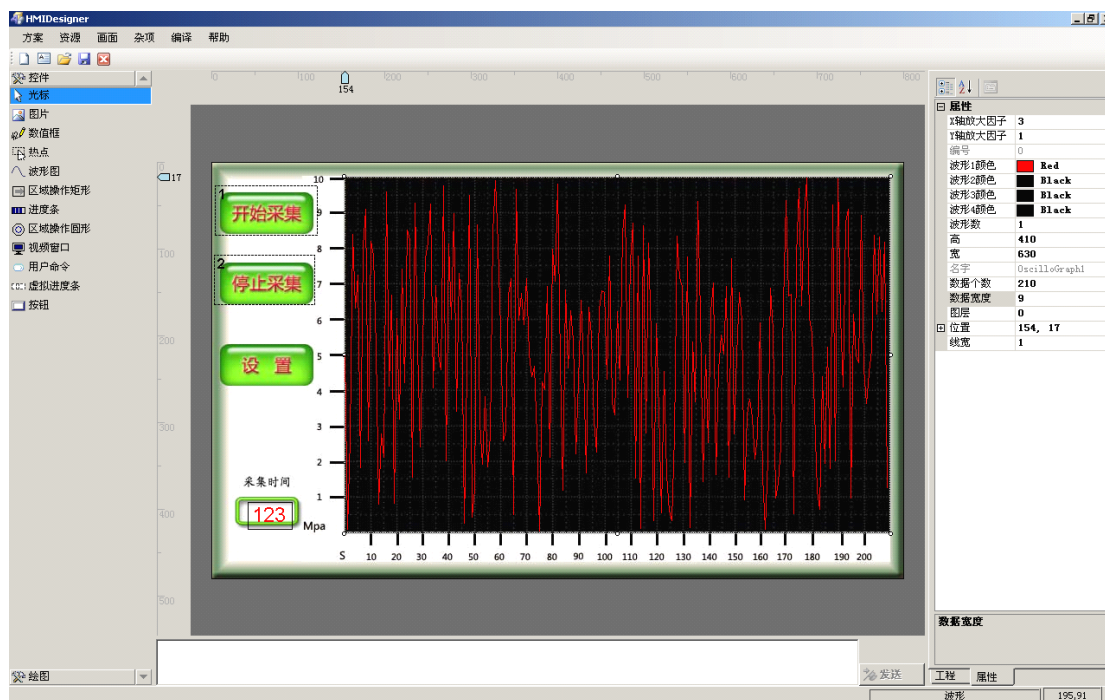 HMIDesigner
方案 资源 画面 杂项 编译 帮助
控件
光标
图片
数值框
热点
波形图
区域操作矩形
进度条
区域操作圆形
视频窗口
用户命令
虚拟进度条
按钮
绘图
0 100 200 300 400 500 600 700 800
154
0
17
100
200
300
400
500
1
开始采集
2
停止采集
设 置
采集时间
123
Mpa
10
9
8
7
6
5
4
3
2
1
S 10 20 30 40 50 60 70 80 90 100 110 120 130 140 150 160 170 180 190 200
属性
X轴放大因子 3
Y轴放大因子 1
编号 0
波形1颜色 Red
波形2颜色 Black
波形3颜色 Black
波形4颜色 Black
波形数 1
高 410
宽 630
名字 OscilloGraph1
数据个数 210
数据宽度 9
图层 0
位置 154, 17
线宽 1
数据宽度
发送
工程 属性
波形 195,91